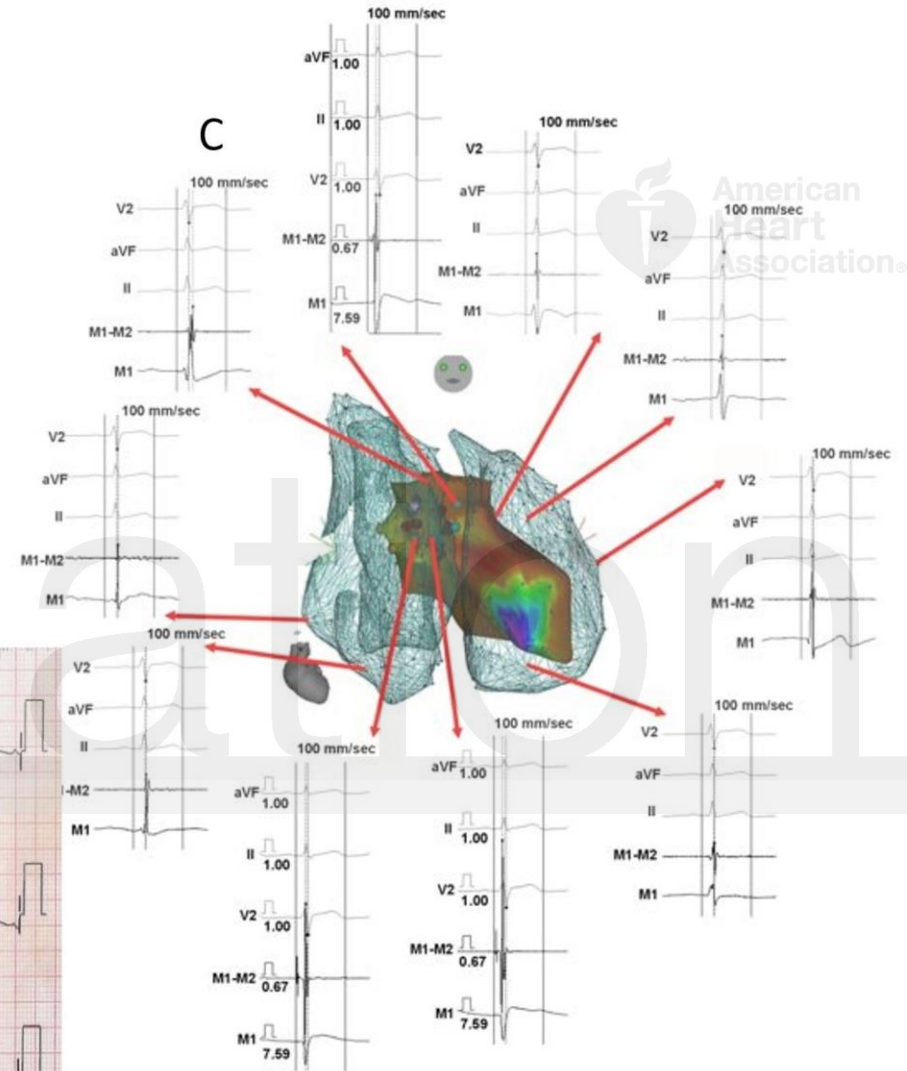 C
100 mm/sec
aVF
1.00
II
1.00
V2
1.00
M1-M2
0.67
M1
7.59
100 mm/sec
V2
aVF
II
M1-M2
M1
100 mm/sec
V2
aVF
II
M1-M2
M1
American
Heart
Association®
100 mm/sec
V2
aVF
II
M1-M2
M1
100 mm/sec
V2
aVF
II
M1-M2
M1
100 mm/sec
V2
aVF
II
M1-M2
M1
100 mm/sec
V2
aVF
II
-M2
M1
100 mm/sec
aVF
1.00
II
1.00
V2
1.00
M1-M2
0.67
M1
7.59
100 mm/sec
aVF
1.00
II
1.00
V2
1.00
M1-M2
0.67
M1
7.59
100 mm/sec
V2
aVF
II
M1-M2
M1
ation